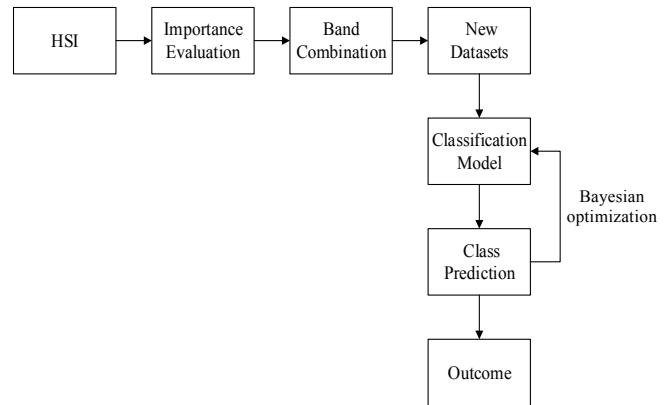 HSI
Importance
Evaluation
Band
Combination
New
Datasets
Classification
Model
Bayesian
optimization
Class
Prediction
Outcome